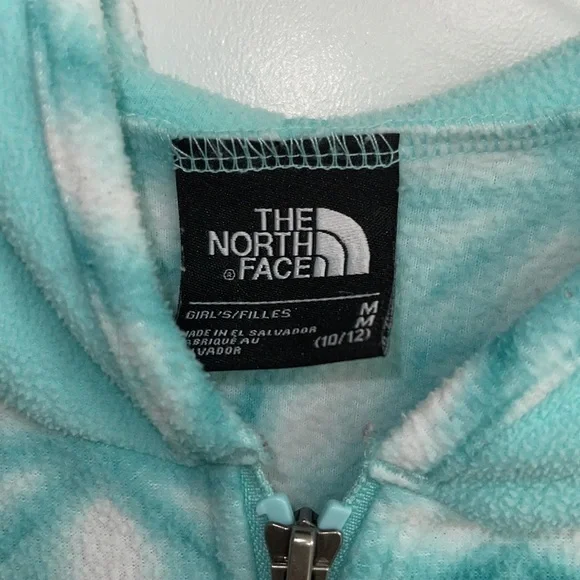 THE
NORTH
® FACE
GIRL'S/FILLES M
M
MADE IN EL SALVADOR (10/12)
FABRIQUÉ AU
SALVADOR